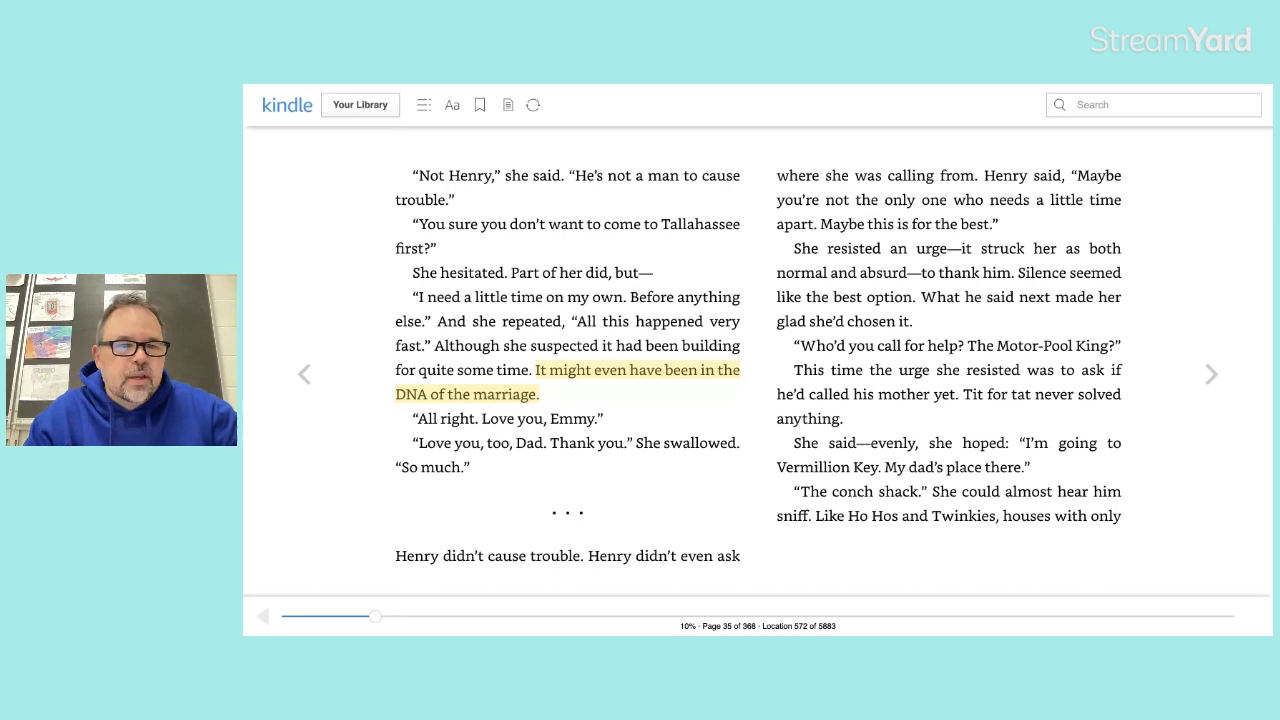 StreamYard
kindle
Your Library
Aa
Search
“Not Henry,” she said. “He’s not a man to cause
trouble.”
“You sure you don’t want to come to Tallahassee
first?”
She hesitated. Part of her did, but—
“I need a little time on my own. Before anything
else.” And she repeated, “All this happened very
fast.” Although she suspected it had been building
for quite some time. It might even have been in the
DNA of the marriage.
“All right. Love you, Emmy.”
“Love you, too, Dad. Thank you.” She swallowed.
“So much.”
• • •
Henry didn’t cause trouble. Henry didn’t even ask
where she was calling from. Henry said, “Maybe
you’re not the only one who needs a little time
apart. Maybe this is for the best.”
She resisted an urge—it struck her as both
normal and absurd—to thank him. Silence seemed
like the best option. What he said next made her
glad she’d chosen it.
“Who’d you call for help? The Motor-Pool King?”
This time the urge she resisted was to ask if
he’d called his mother yet. Tit for tat never solved
anything.
She said—evenly, she hoped: “I’m going to
Vermillion Key. My dad’s place there.”
“The conch shack.” She could almost hear him
sniff. Like Ho Hos and Twinkies, houses with only
10% · Page 35 of 368 · Location 572 of 5883